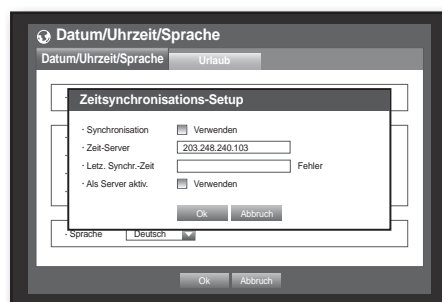 Datum/Uhrzeit/Sprache
Datum/Uhrzeit/Sprache Urlaub
Zeitsynchronisations-Setup
· Synchronisation Verwenden
· Zeit-Server 203.248.240.103
· Letz. Synchr.-Zeit Fehler
· Als Server aktiv. Verwenden
Ok Abbruch
· Sprache Deutsch
Ok Abbruch